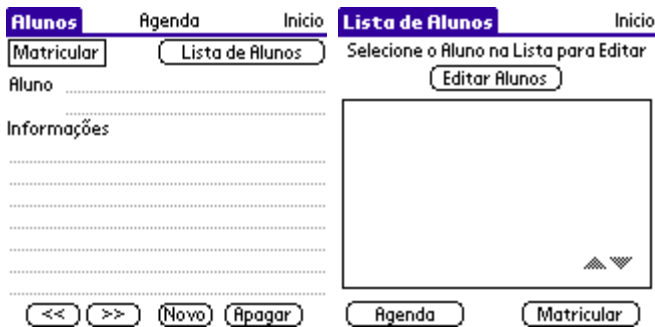 Alunos Agenda Inicio
Matricular Lista de Alunos
Aluno
Informações
<< >> Novo Apagar
Lista de Alunos Inicio
Selecione o Aluno na Lista para Editar
Editar Alunos
Agenda Matricular